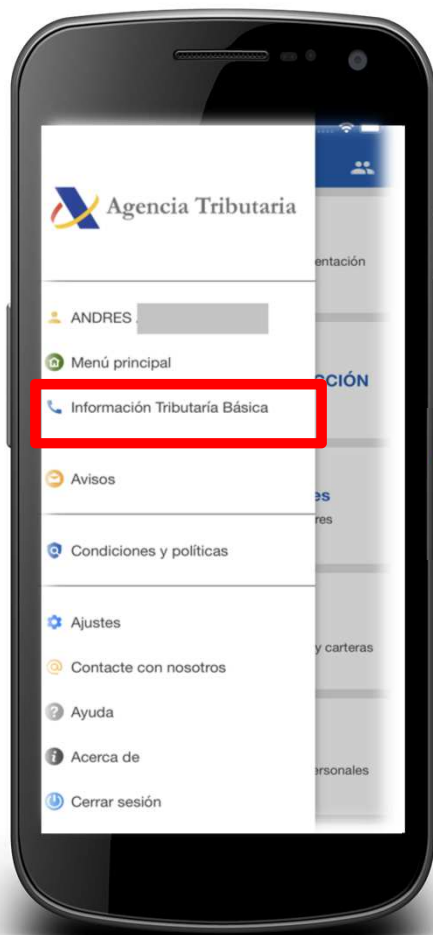 Agencia Tributaria
entación
ANDRES
Menú principal
CCIÓN
Información Tributaría Básica
Avisos
es
res
Condiciones y políticas
Ajustes
y carteras
Contacte con nosotros
Ayuda
Acerca de
ersonales
Cerrar sesión